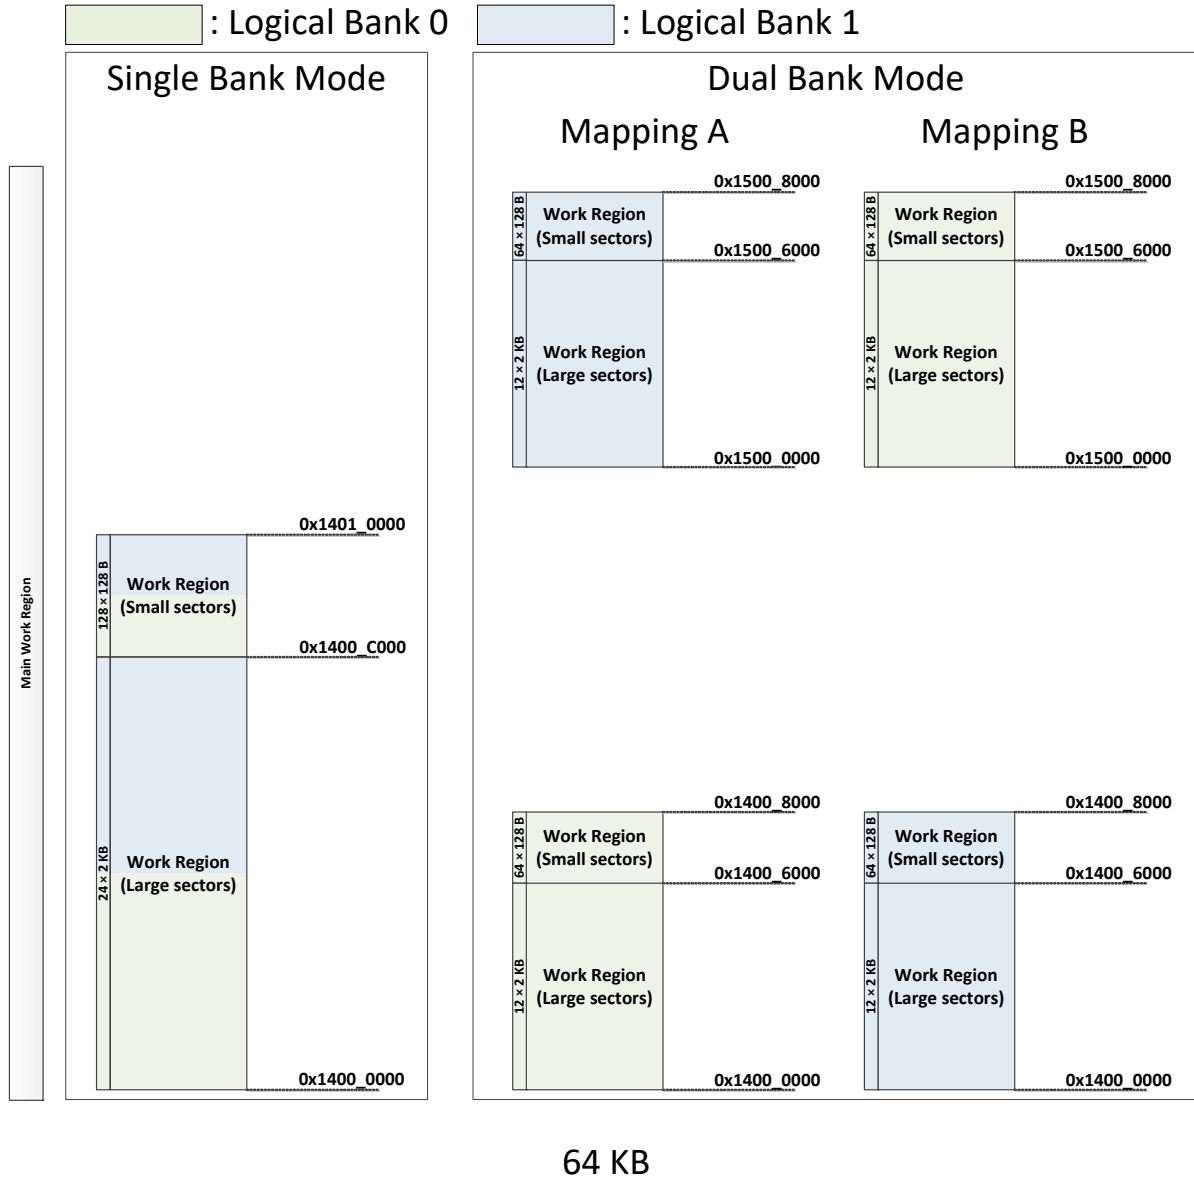 : Logical Bank 0
: Logical Bank 1
Single Bank Mode
Dual Bank Mode
Mapping A
Mapping B
Main Work Region
0x1401_0000
128 × 128 B
Work Region
(Small sectors)
0x1400_C000
24 × 2 KB
Work Region
(Large sectors)
0x1400_0000
0x1500_8000
64 × 128 B
Work Region
(Small sectors)
0x1500_6000
12 × 2 KB
Work Region
(Large sectors)
0x1500_0000
0x1400_8000
64 × 128 B
Work Region
(Small sectors)
0x1400_6000
12 × 2 KB
Work Region
(Large sectors)
0x1400_0000
0x1500_8000
64 × 128 B
Work Region
(Small sectors)
0x1500_6000
12 × 2 KB
Work Region
(Large sectors)
0x1500_0000
0x1400_8000
64 × 128 B
Work Region
(Small sectors)
0x1400_6000
12 × 2 KB
Work Region
(Large sectors)
0x1400_0000
64 KB